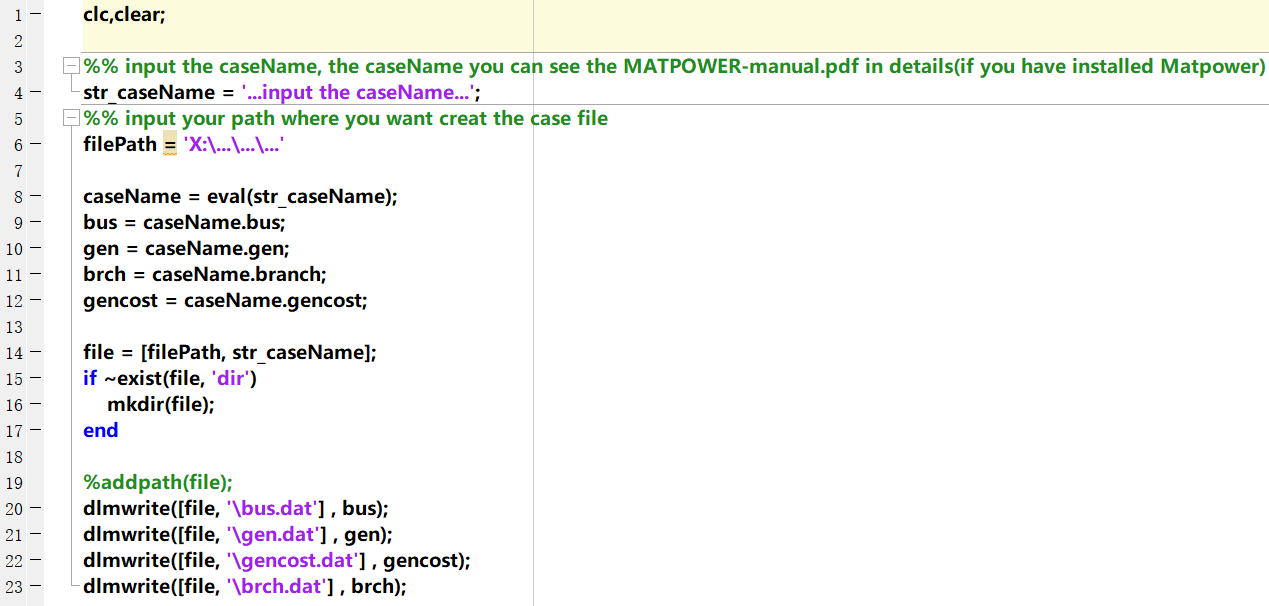 1 clc,clear;
2
3 %% input the caseName, the caseName you can see the MATPOWER-manual.pdf in details(if you have installed Matpower)
4 str_caseName = '...input the caseName...';
5 %% input your path where you want creat the case file
6 filePath = 'X:\...\...\...'
7
8 caseName = eval(str_caseName);
9 bus = caseName.bus;
10 gen = caseName.gen;
11 brch = caseName.branch;
12 gencost = caseName.gencost;
13
14 file = [filePath, str_caseName];
15 if ~exist(file, 'dir')
16 mkdir(file);
17 end
18
19 %addpath(file);
20 dlmwrite([file, '\bus.dat'] , bus);
21 dlmwrite([file, '\gen.dat'] , gen);
22 dlmwrite([file, '\gencost.dat'] , gencost);
23 dlmwrite([file, '\brch.dat'] , brch);